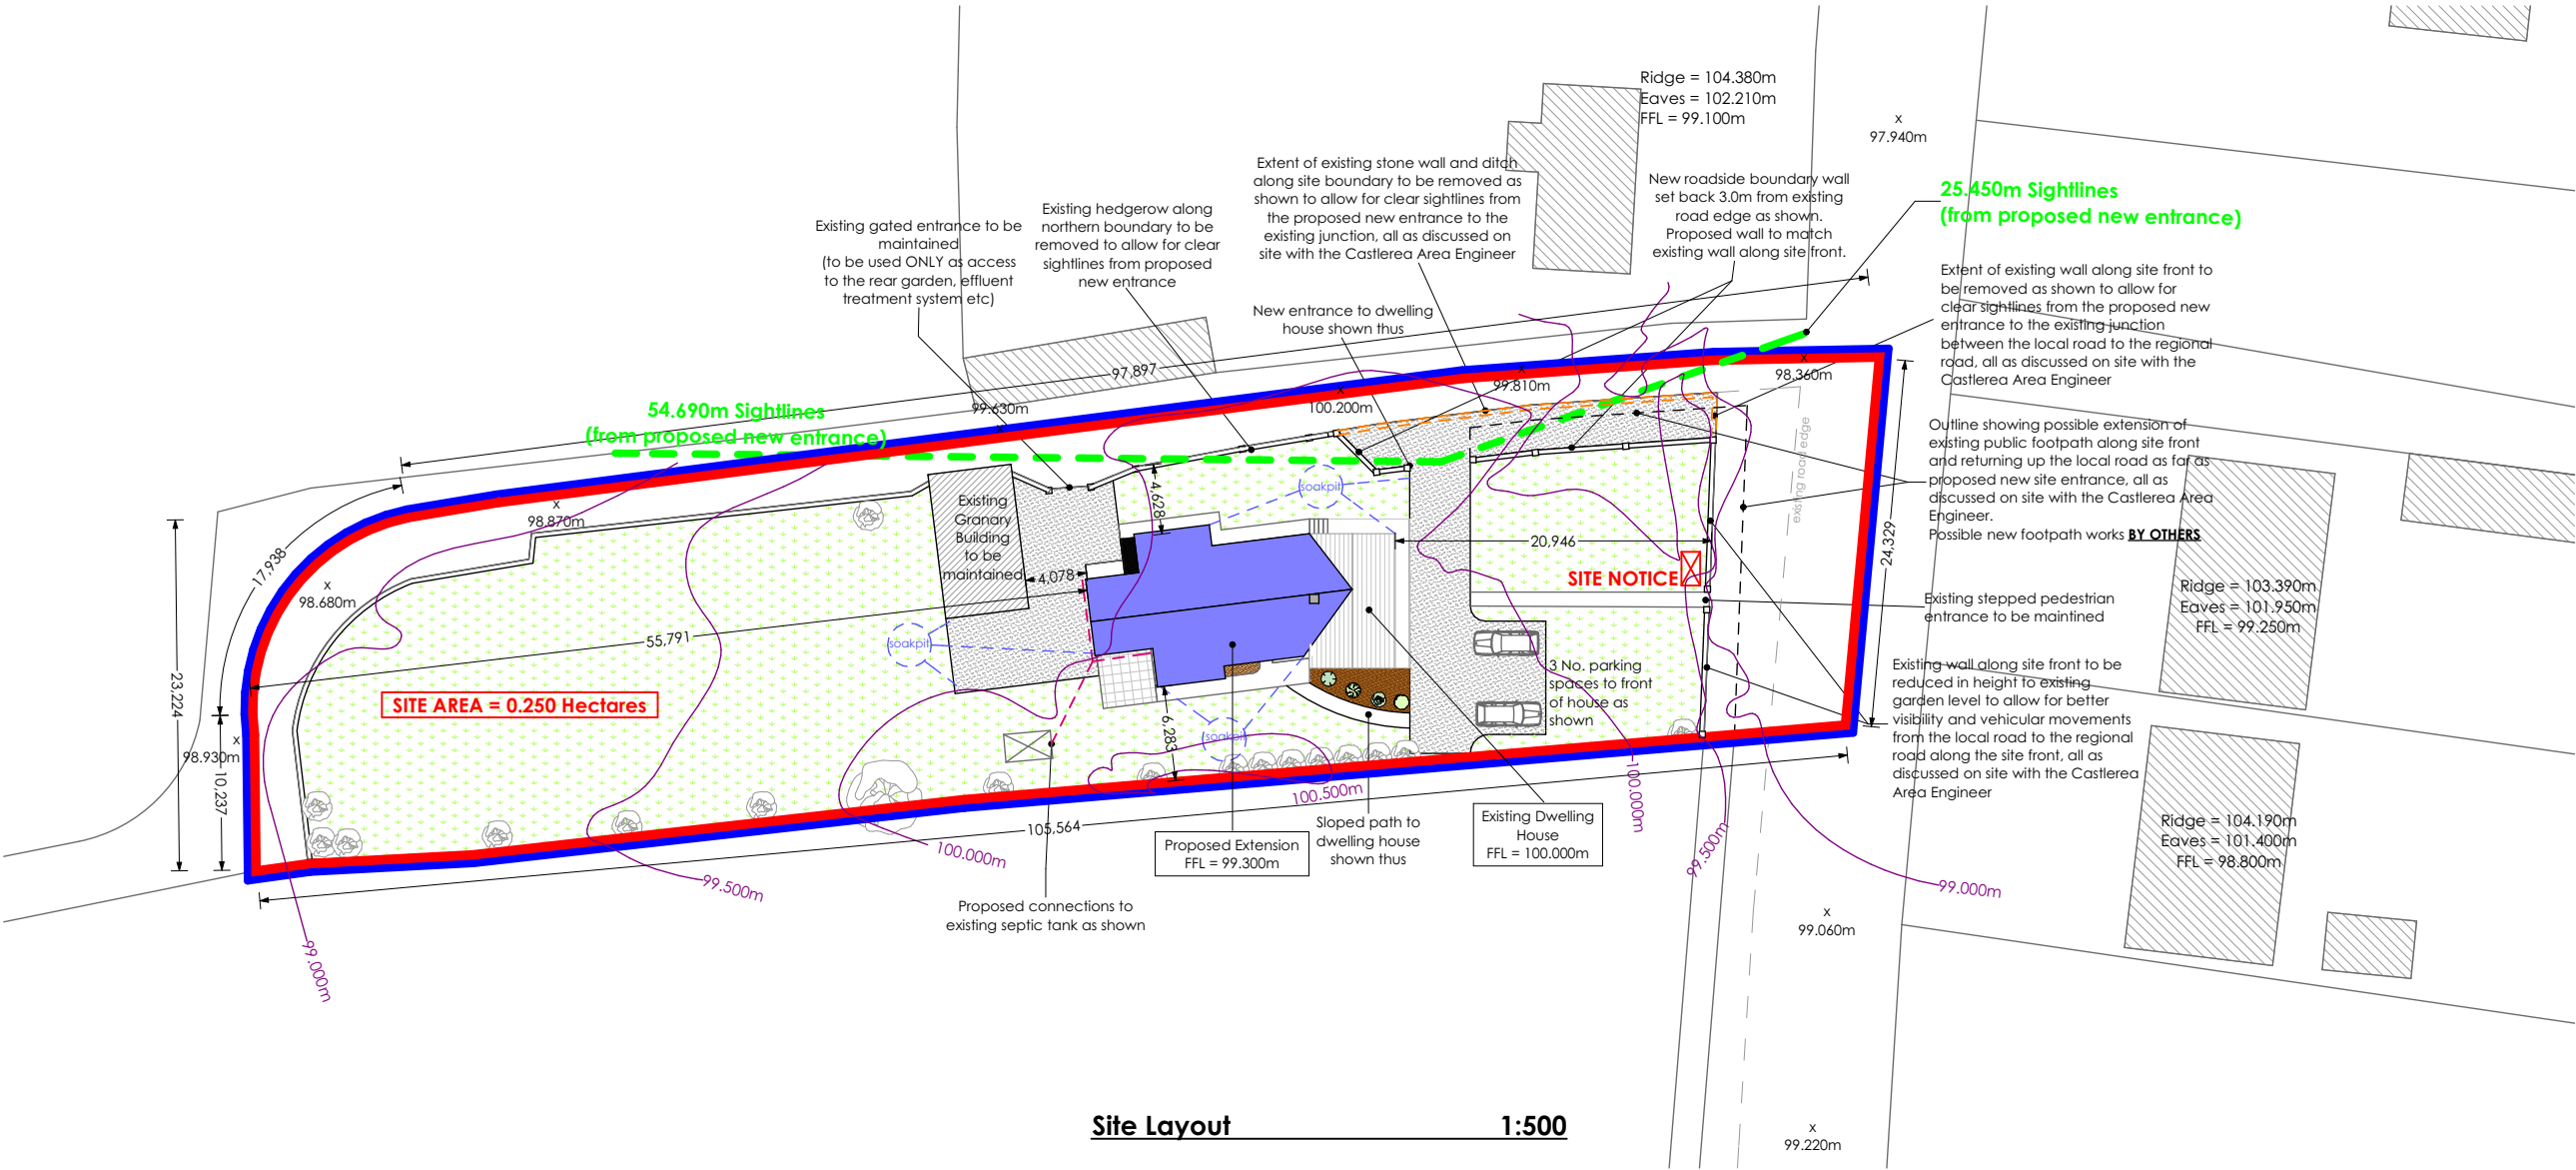 Ridge = 104.380m
Eaves = 102.210m
FFL = 99.100m
x
97.940m
Extent of existing stone wall and ditch
along site boundary to be removed as
shown to allow for clear sightlines from
the proposed new entrance to the
existing junction, all as discussed on
site with the Castlerea Area Engineer
New roadside boundary wall
set back 3.0m from existing
road edge as shown.
Proposed wall to match
existing wall along site front.
25.450m Sightlines
(from proposed new entrance)
Existing gated entrance to be
maintained
(to be used ONLY as access
to the rear garden, effluent
treatment system etc)
Existing hedgerow along
northern boundary to be
removed to allow for clear
sightlines from proposed
new entrance
New entrance to dwelling
house shown thus
Extent of existing wall along site front to
be removed as shown to allow for
clear sightlines from the proposed new
entrance to the existing junction
between the local road to the regional
road, all as discussed on site with the
Castlerea Area Engineer
97,897
54.690m Sightlines
(from proposed new entrance)
99.630m
x
x
100.200m
x
99.810m
x
98.360m
Outline showing possible extension of
existing public footpath along site front
and returning up the local road as far as
proposed new site entrance, all as
discussed on site with the Castlerea Area
Engineer.
Possible new footpath works BY OTHERS
existing road edge
x
98.870m
Existing
Granary
Building
to be
maintained
4,628
soakpit
20,946
24,329
17,938
x
98.680m
4,078
SITE NOTICE
Existing stepped pedestrian
entrance to be maintined
Ridge = 103.390m
Eaves = 101.950m
FFL = 99.250m
55,791
soakpit
23,224
SITE AREA = 0.250 Hectares
3 No. parking
spaces to front
of house as
shown
Existing wall along site front to be
reduced in height to existing
garden level to allow for better
visibility and vehicular movements
from the local road to the regional
road along the site front, all as
discussed on site with the Castlerea
Area Engineer
x
98.930m
10,237
6,283
soakpit
100.500m
100.000m
105,564
Proposed Extension
FFL = 99.300m
Sloped path to
dwelling house
shown thus
Existing Dwelling
House
FFL = 100.000m
99.500m
Ridge = 104.190m
Eaves = 101.400m
FFL = 98.800m
100.000m
99.500m
99.000m
Proposed connections to
existing septic tank as shown
x
99.060m
99.000m
Site Layout 1:500
x
99.220m